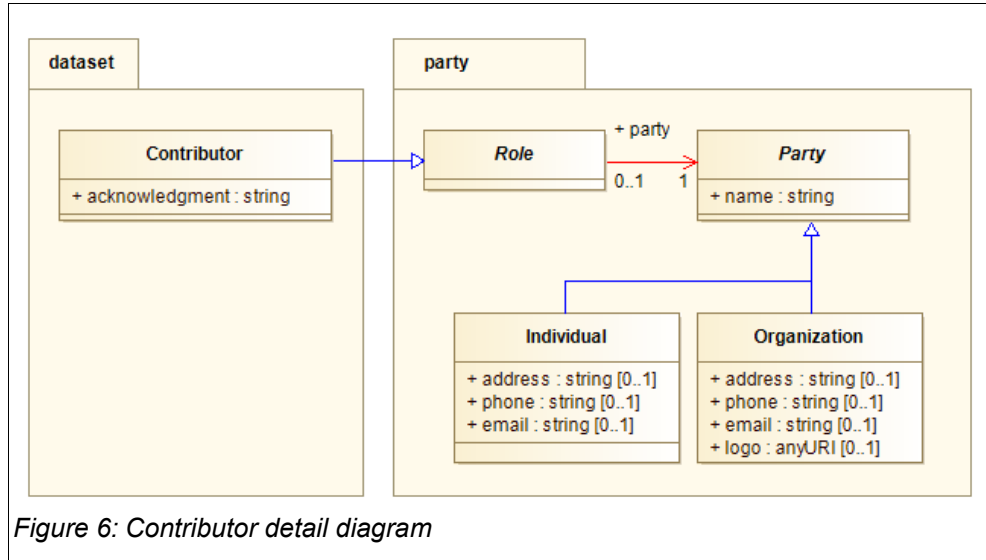 dataset
party
Contributor
+ acknowledgment : string
Role
+ party
0..1
1
Party
+ name : string
Individual
+ address : string [0..1]
+ phone : string [0..1]
+ email : string [0..1]
Organization
+ address : string [0..1]
+ phone : string [0..1]
+ email : string [0..1]
+ logo : anyURI [0..1]
Figure 6: Contributor detail diagram